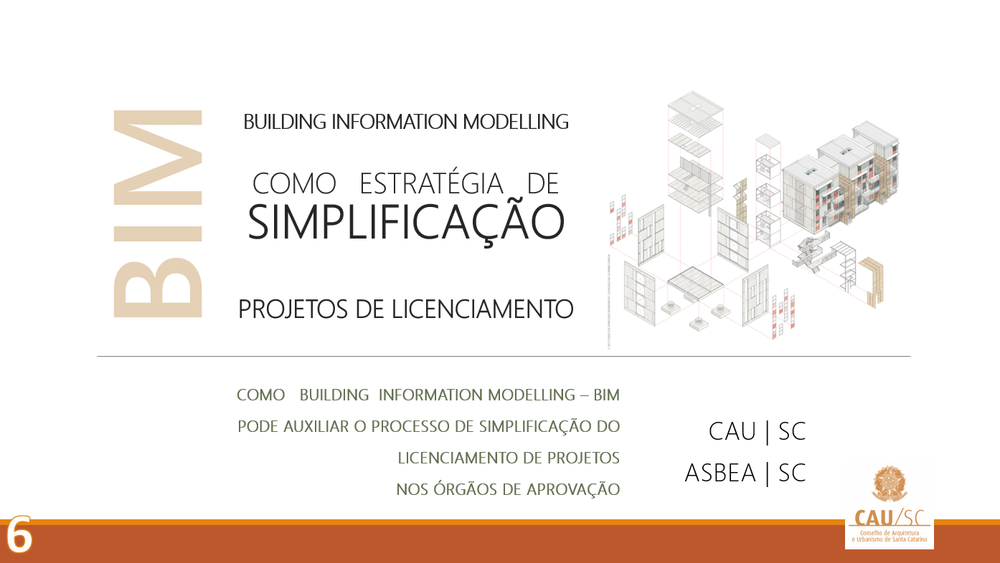 BIM
BUILDING INFORMATION MODELLING
COMO ESTRATÉGIA DE
SIMPLIFICAÇÃO
PROJETOS DE LICENCIAMENTO
COMO BUILDING INFORMATION MODELLING – BIM
PODE AUXILIAR O PROCESSO DE SIMPLIFICAÇÃO DO
LICENCIAMENTO DE PROJETOS
NOS ÓRGÃOS DE APROVAÇÃO
CAU | SC
ASBEA | SC
CAU/SC
Conselho de Arquitetura
e Urbanismo de Santa Catarina
6